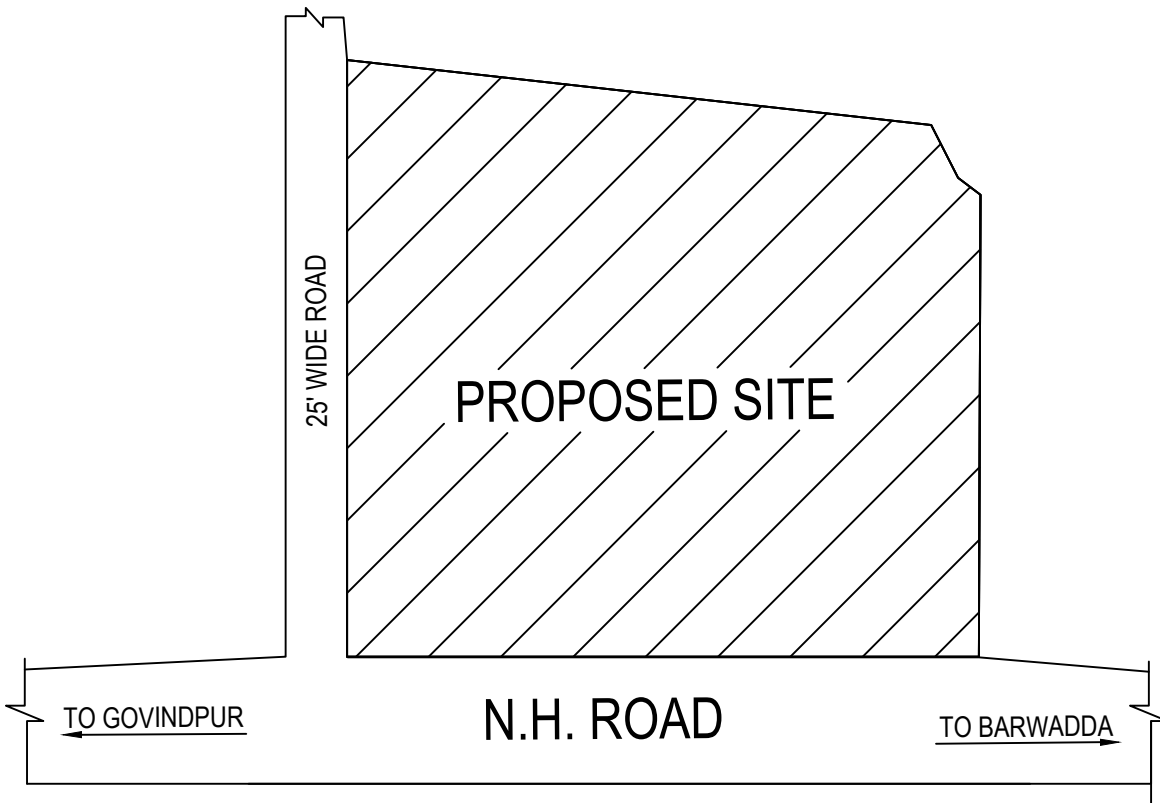 25' WIDE ROAD
PROPOSED SITE
N.H. ROAD
TO GOVINDPUR
TO BARWADDA